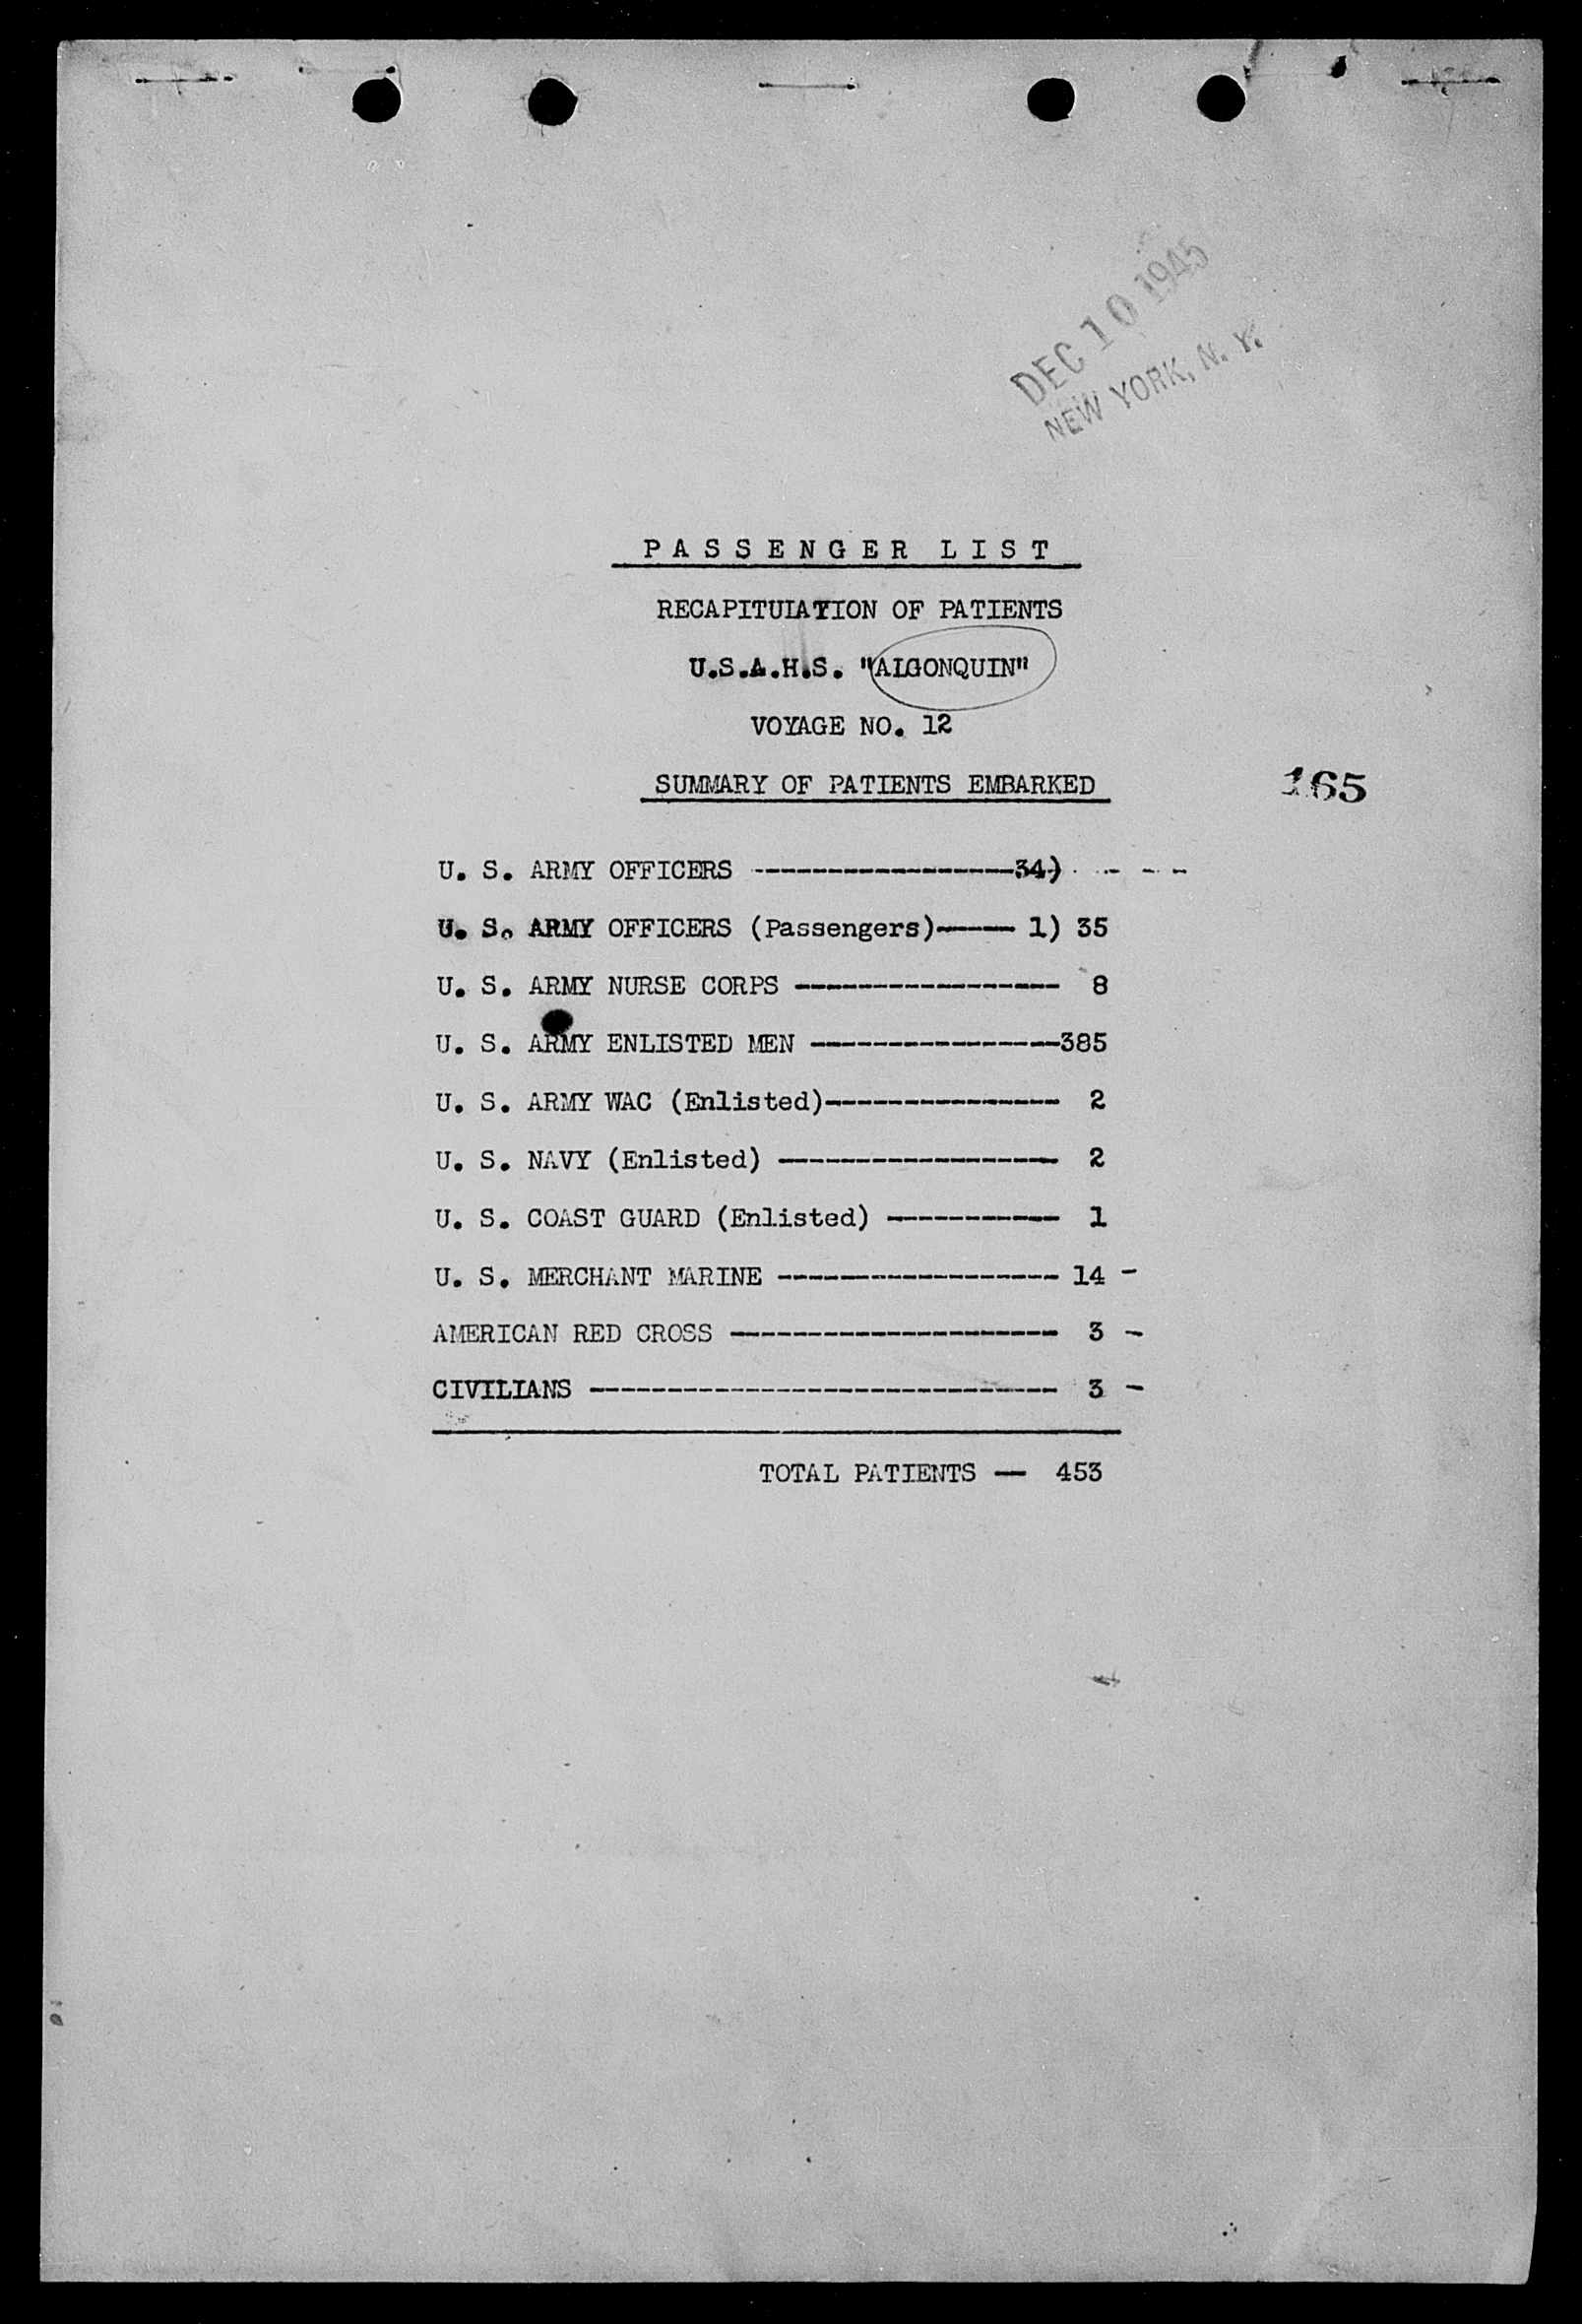 DEC 10 1945
NEW YORK, N. Y.
PASSENGER LIST
RECAPITULATION OF PATIENTS
U.S.A.H.S. "ALGONQUIN"
VOYAGE NO. 12
SUMMARY OF PATIENTS EMBARKED
165
U. S. ARMY OFFICERS -----------------34)
U. S. ARMY OFFICERS (Passengers)----- 1) 35
U. S. ARMY NURSE CORPS ----------------- 8
U. S. ARMY ENLISTED MEN ----------------385
U. S. ARMY WAC (Enlisted)--------------- 2
U. S. NAVY (Enlisted) ------------------ 2
U. S. COAST GUARD (Enlisted) ----------- 1
U. S. MERCHANT MARINE ------------------ 14 -
AMERICAN RED CROSS --------------------- 3 -
CIVILIANS ------------------------------ 3 -
TOTAL PATIENTS -- 453